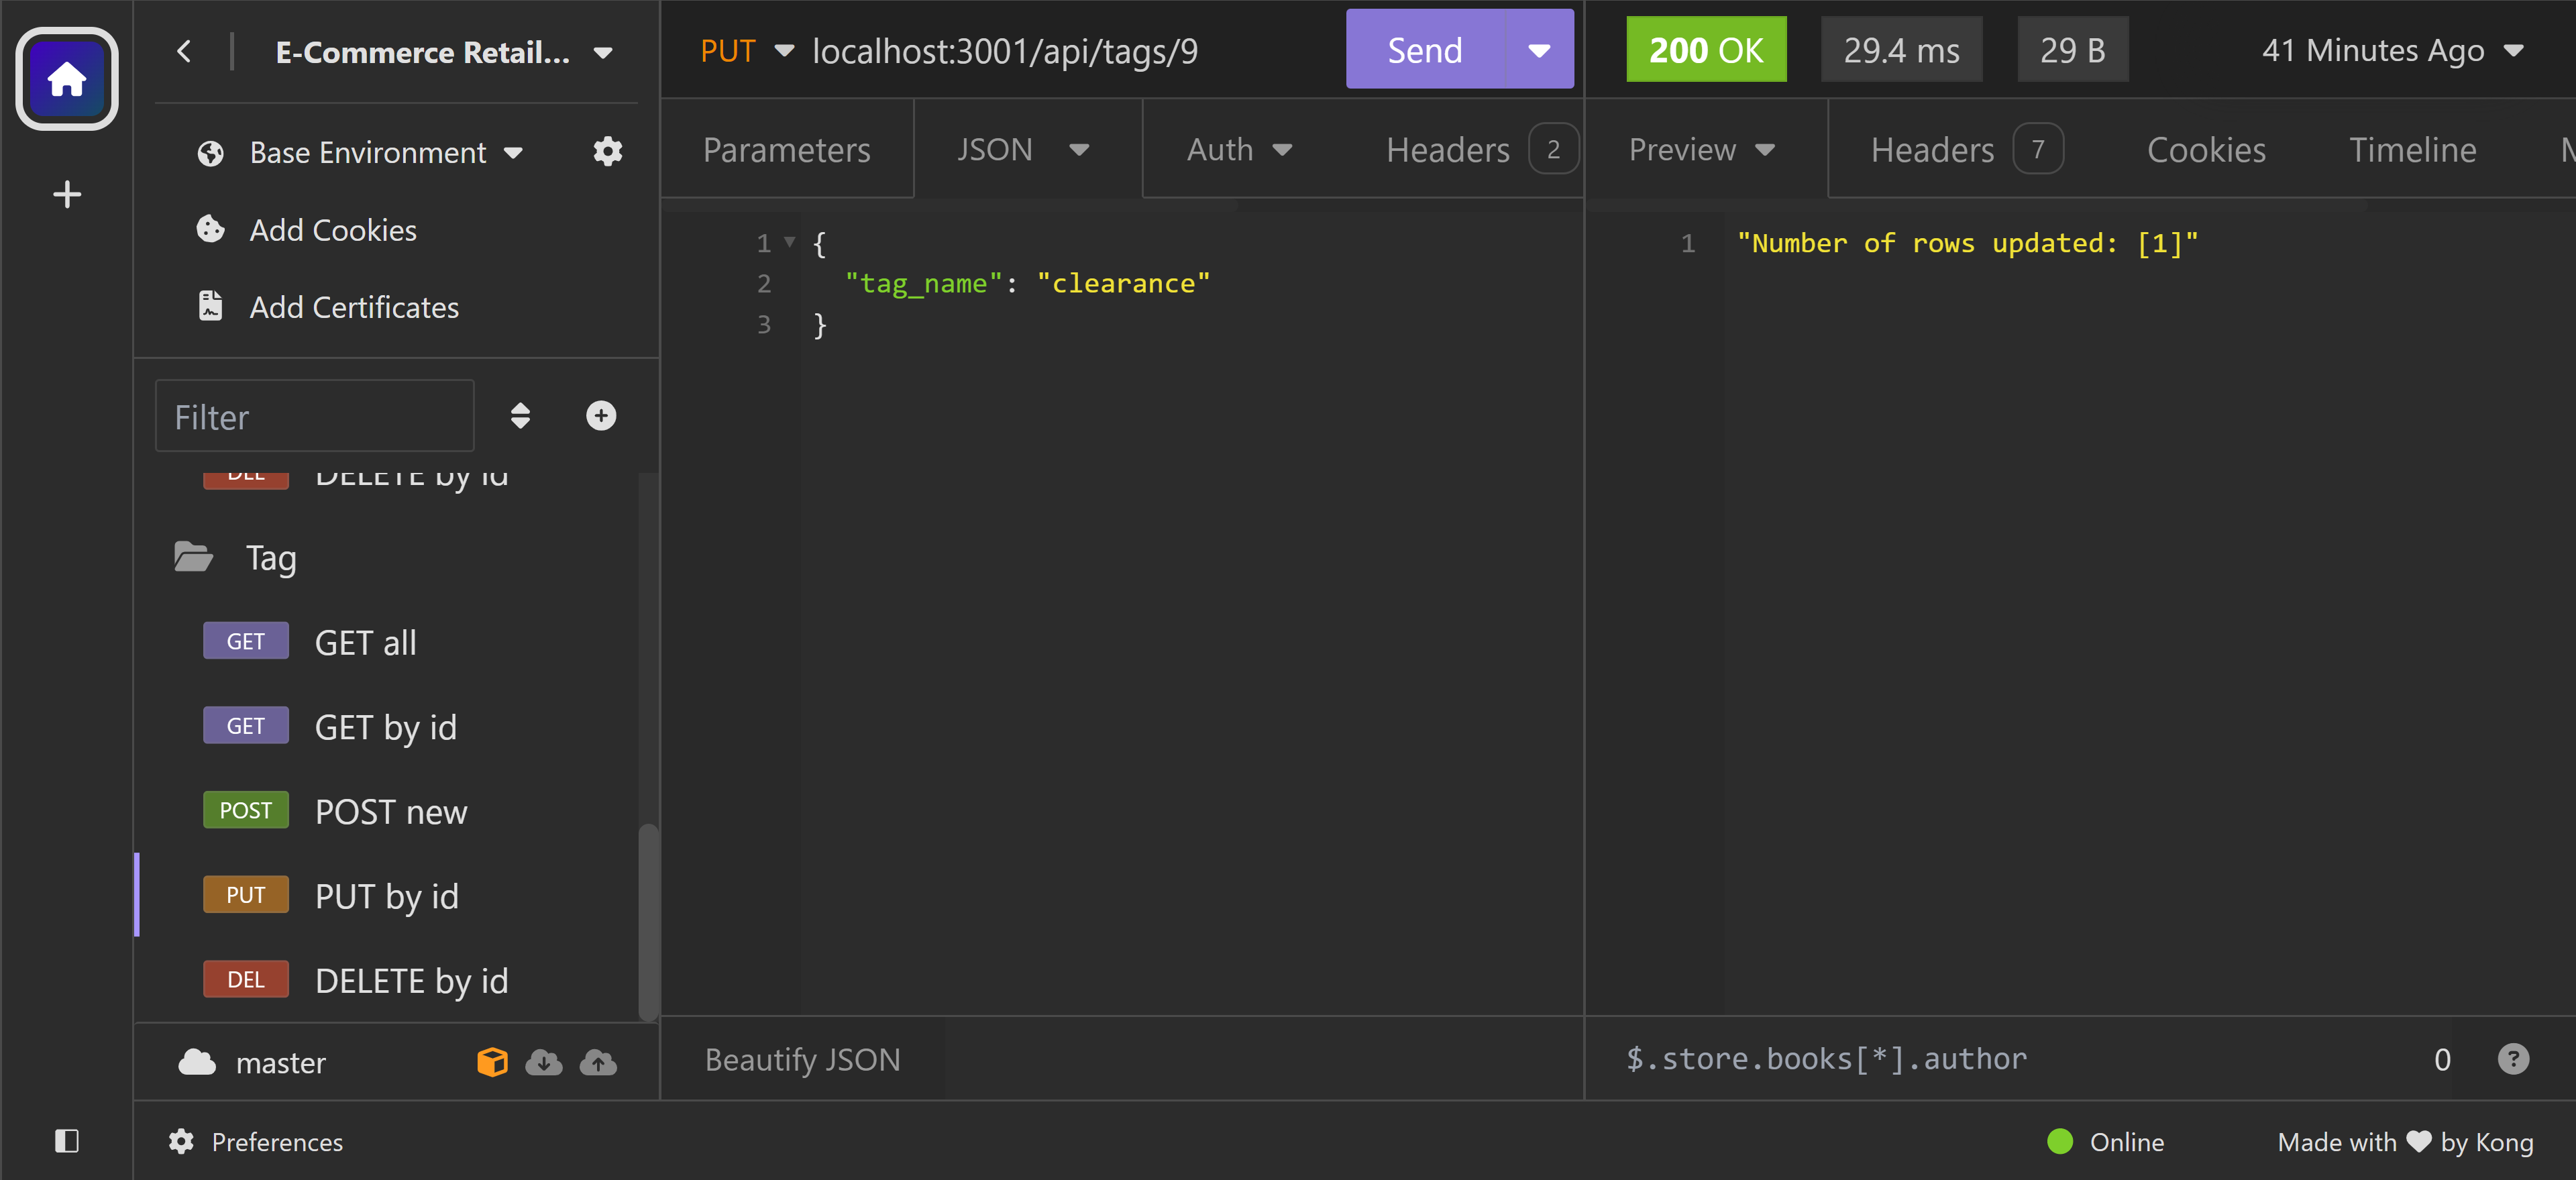 E-Commerce Retail...
Base Environment
Add Cookies
Add Certificates
Filter
DEL DELETE by id
Tag
GET GET all
GET GET by id
POST POST new
PUT PUT by id
DEL DELETE by id
master
PUT localhost:3001/api/tags/9 Send
Parameters JSON Auth Headers 2
1 {
2 "tag_name": "clearance"
3 }
Beautify JSON
200 OK 29.4 ms 29 B 41 Minutes Ago
Preview Headers 7 Cookies Timeline
1 "Number of rows updated: [1]"
$.store.books[*].author 0
Preferences
Online Made with by Kong